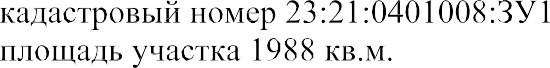 кадастровый номер 23:21:0401008:ЗУ1
площадь участка 1988 кв.м.